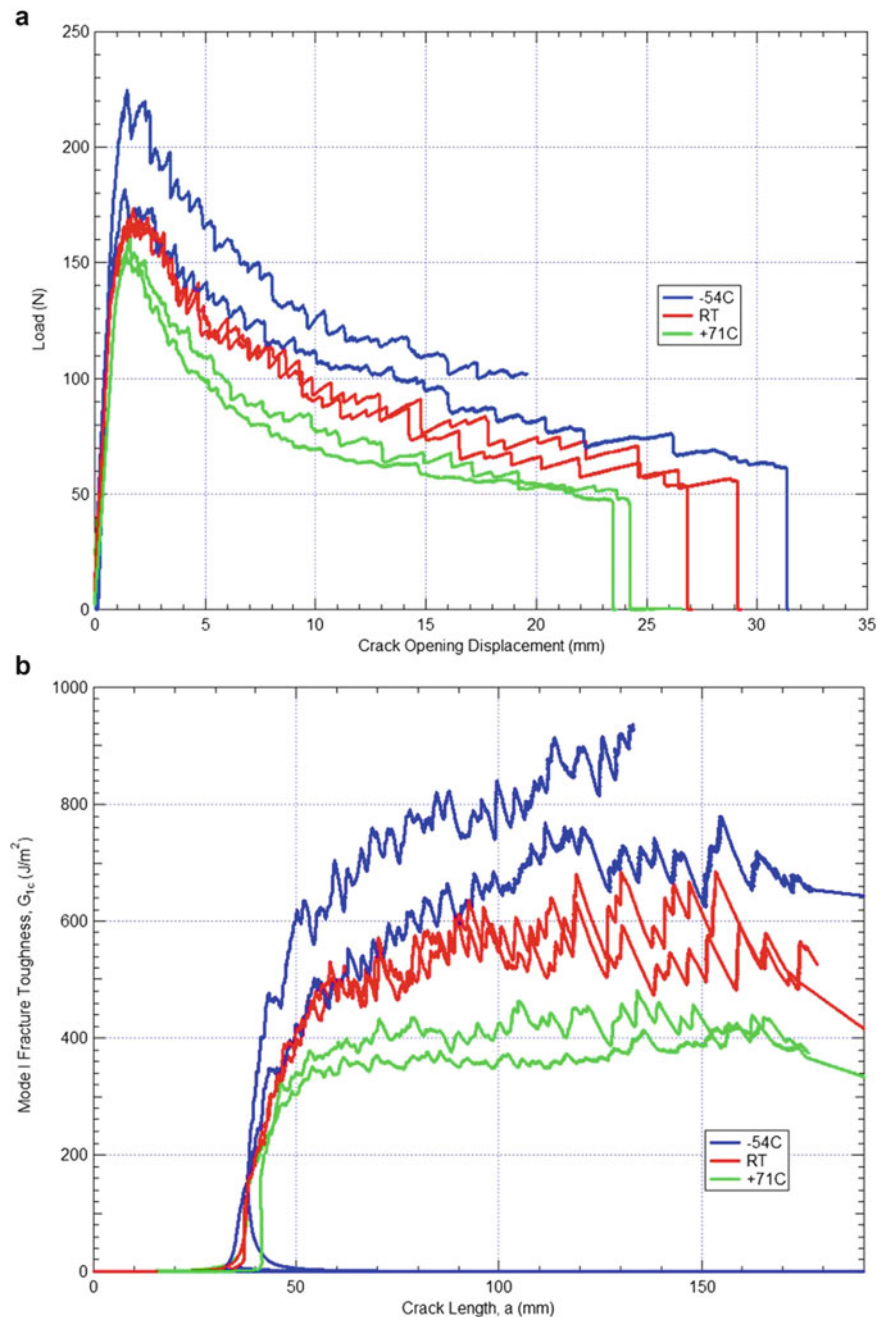 a
250
200
150
100
50
0
Load (N)
-54C
RT
+71C
0 5 10 15 20 25 30 35
Crack Opening Displacement (mm)
b
1000
800
600
400
200
0
Mode I Fracture Toughness, G1c (J/m²)
-54C
RT
+71C
0 50 100 150
Crack Length, a (mm)